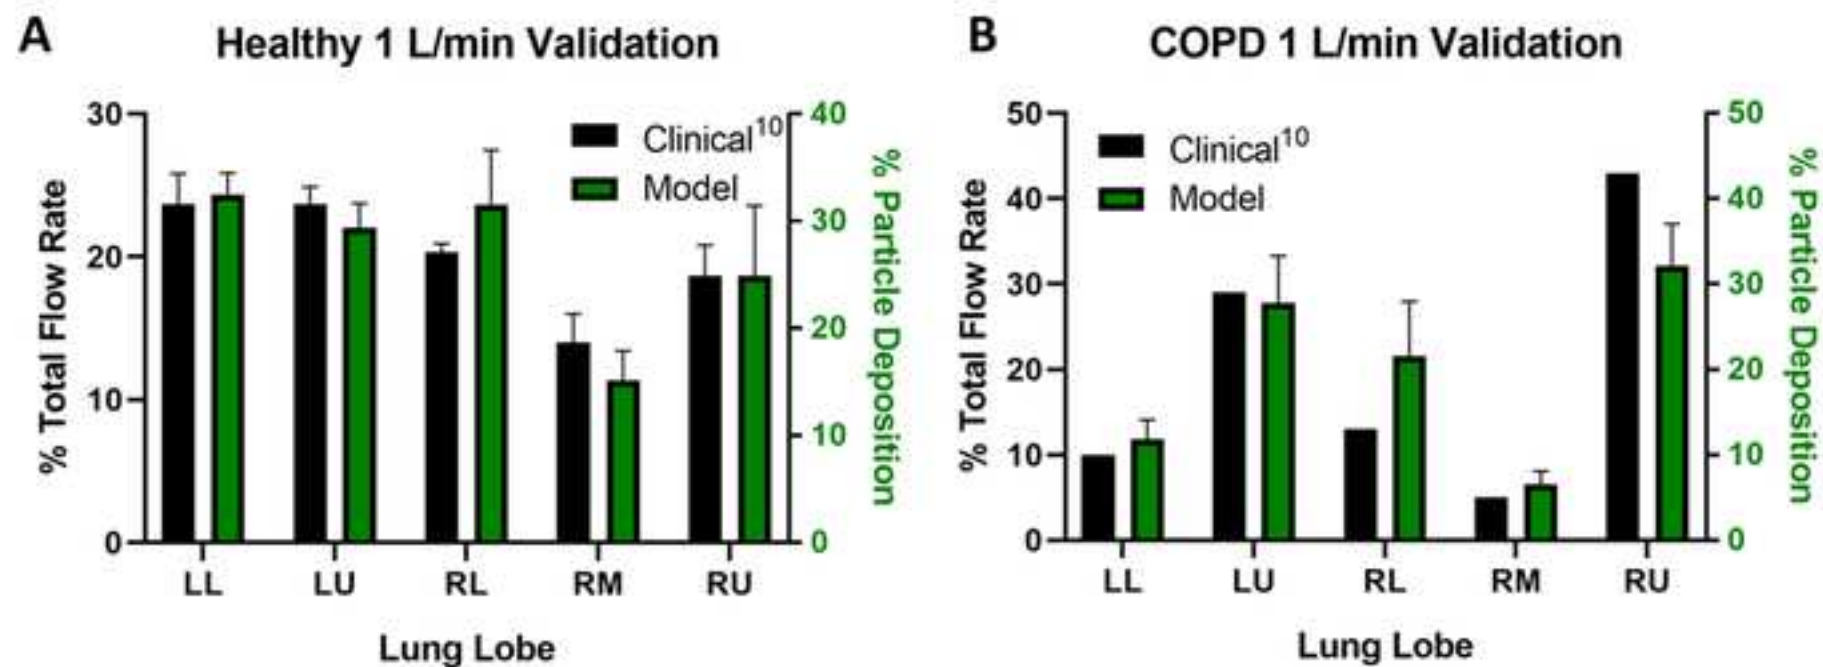 A
Healthy 1 L/min Validation
30
20
10
0
% Total Flow Rate
Clinical10
Model
40
30
20
10
0
% Particle Deposition
LL LU RL RM RU
Lung Lobe
B
COPD 1 L/min Validation
50
40
30
20
10
0
% Total Flow Rate
Clinical10
Model
50
40
30
20
10
0
% Particle Deposition
LL LU RL RM RU
Lung Lobe